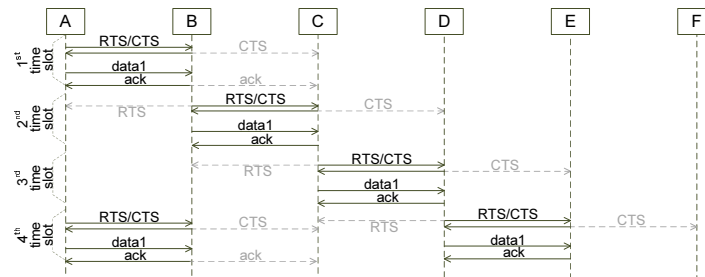 A B C D E F
1st time slot
RTS/CTS CTS
data1
ack ack
2nd time slot
RTS RTS/CTS CTS
data1
ack
3rd time slot
RTS RTS/CTS CTS
data1
ack
4th time slot
RTS/CTS CTS RTS RTS/CTS CTS
data1 data1
ack ack ack